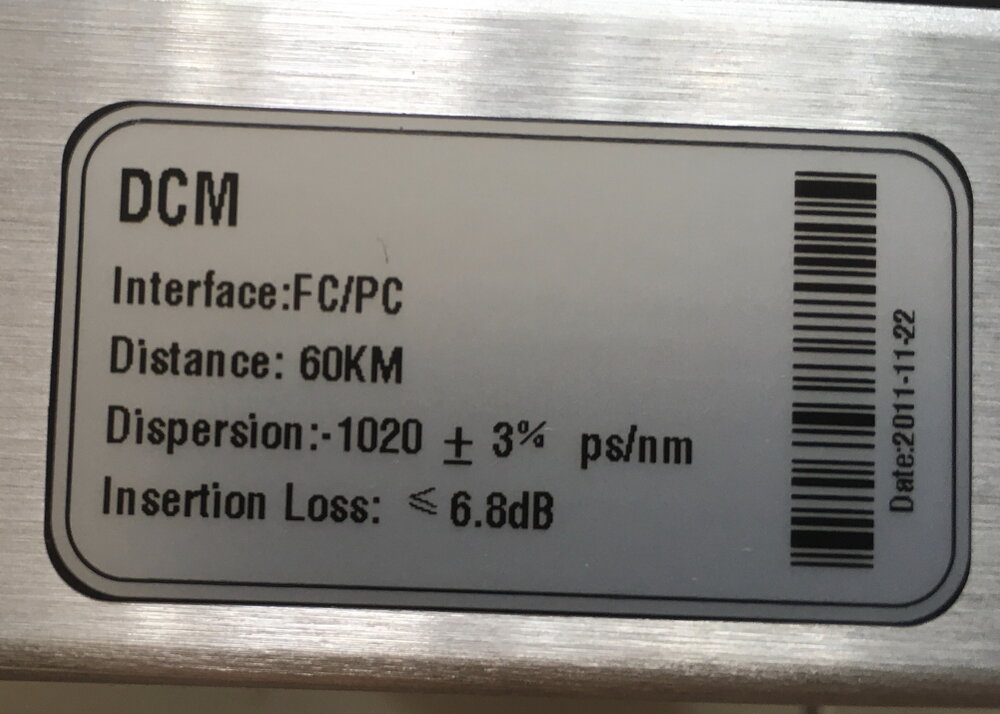 DCM
Interface:FC/PC
Distance: 60KM
Dispersion:-1020 ± 3% ps/nm
Insertion Loss: ≤ 6.8dB
Date:2011-11-22